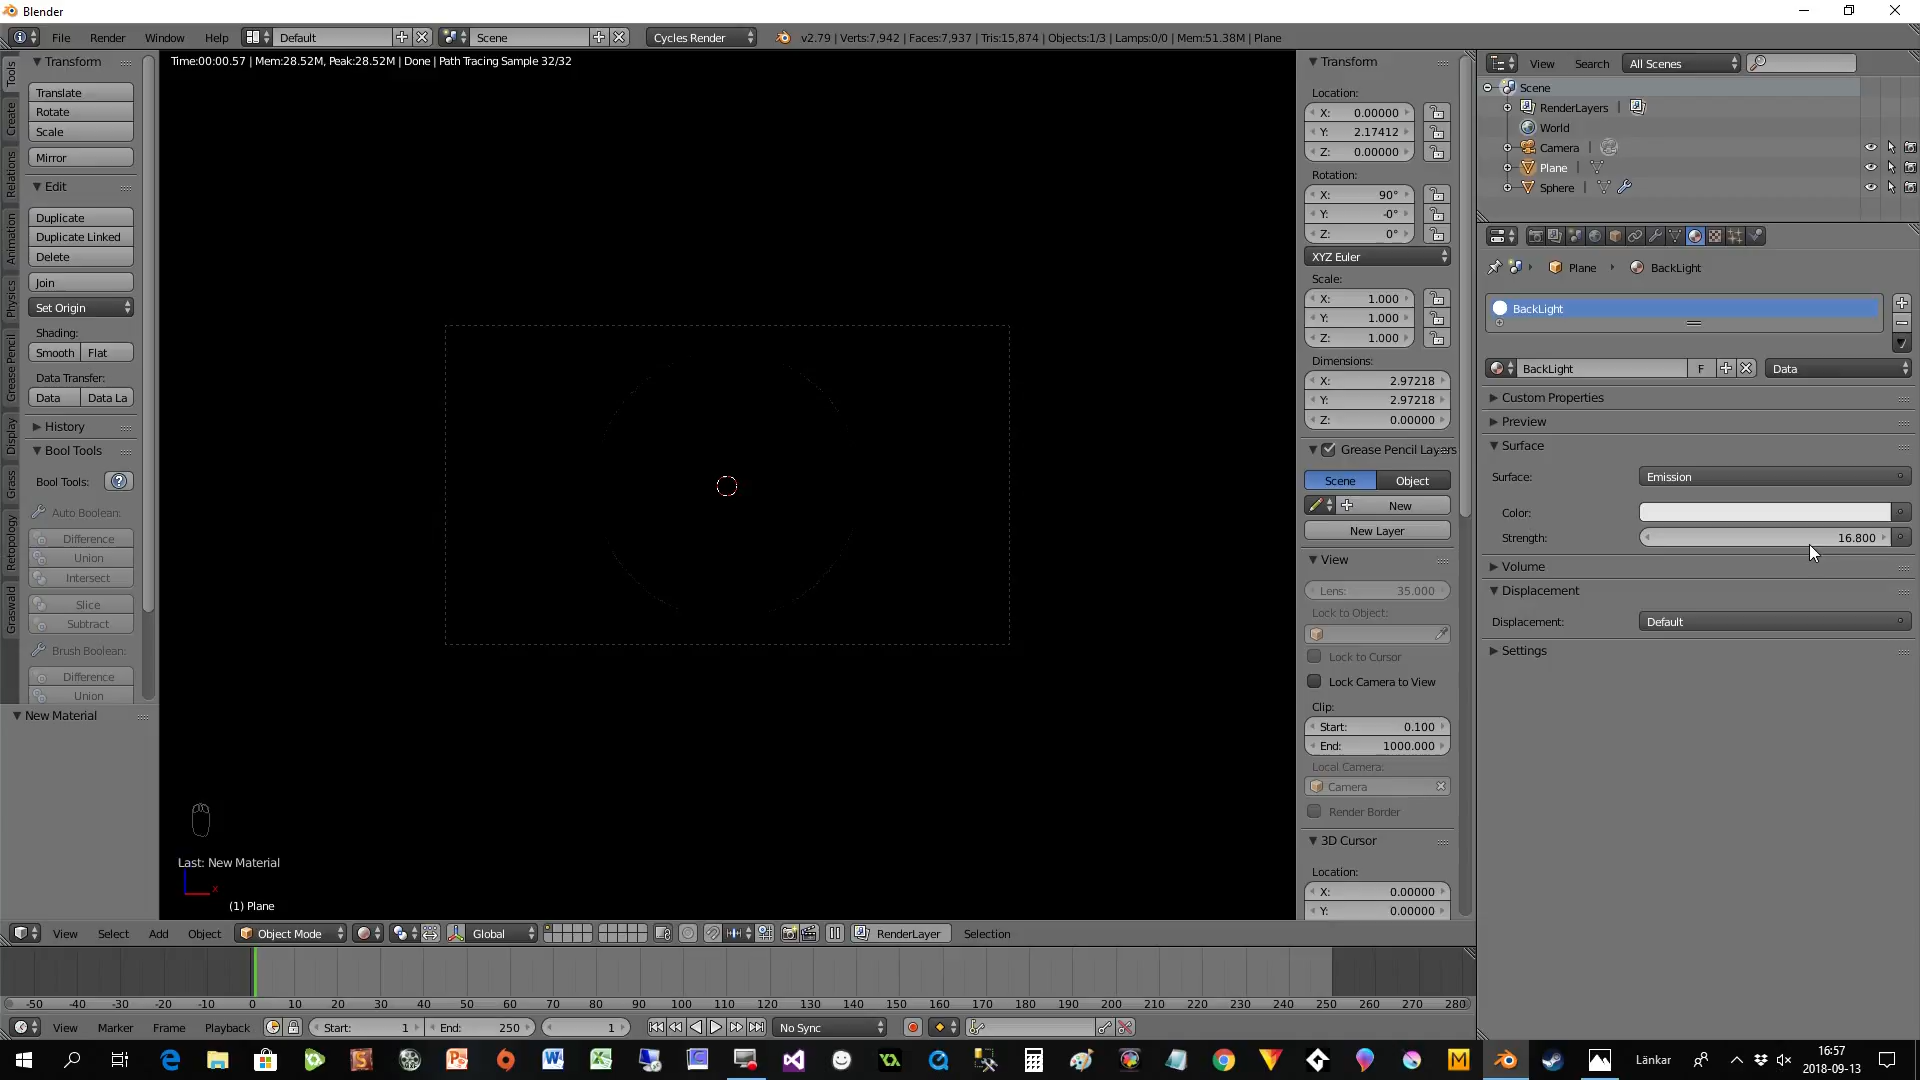 Blender
File Render Window Help Default Scene Cycles Render v2.79 | Verts:7,942 | Faces:7,937 | Tris:15,874 | Objects:1/3 | Lamps:0/0 | Mem:51.38M | Plane
Time:00:00.57 | Mem:28.52M, Peak:28.52M | Done | Path Tracing Sample 32/32
Tools
Create
Relations
Animation
Physics
Grease Pencil
Display
Grass
Retopology
Graswald
Transform
Translate
Rotate
Scale
Mirror
Edit
Duplicate
Duplicate Linked
Delete
Join
Set Origin
Shading:
Smooth Flat
Data Transfer:
Data Data La
History
Bool Tools
Bool Tools:
Auto Boolean:
Difference
Union
Intersect
Slice
Subtract
Brush Boolean:
Difference
Union
New Material
Last: New Material
x
(1) Plane
Transform
Location:
X: 0.00000
Y: 2.17412
Z: 0.00000
Rotation:
X: 90°
Y: -0°
Z: 0°
XYZ Euler
Scale:
X: 1.000
Y: 1.000
Z: 1.000
Dimensions:
X: 2.97218
Y: 2.97218
Z: 0.00000
Grease Pencil Layers
Scene Object
New
New Layer
View
Lens: 35.000
Lock to Object:
Lock to Cursor
Lock Camera to View
Clip:
Start: 0.100
End: 1000.000
Local Camera:
Camera
Render Border
3D Cursor
Location:
X: 0.00000
Y: 0.00000
View Search All Scenes
Scene
RenderLayers
World
Camera
Plane
Sphere
Plane BackLight
BackLight
BackLight F Data
Custom Properties
Preview
Surface
Surface: Emission
Color:
Strength: 16.800
Volume
Displacement
Displacement: Default
Settings
View Select Add Object Object Mode Global RenderLayer Selection
-50 -40 -30 -20 -10 0 10 20 30 40 50 60 70 80 90 100 110 120 130 140 150 160 170 180 190 200 210 220 230 240 250 260 270 280
View Marker Frame Playback Start: 1 End: 250 1 No Sync
Länkar
16:57
2018-09-13